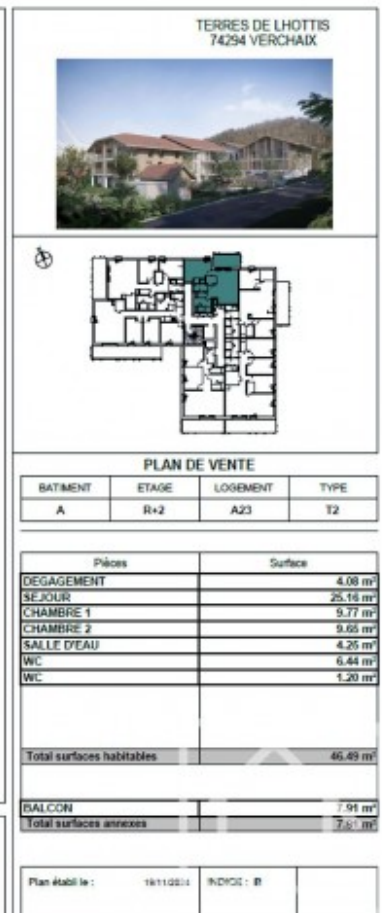 TERRES DE LHOTTIS
74294 VERCHAIX
PLAN DE VENTE
BATIMENT ETAGE LOGEMENT TYPE
A R+2 A23 T2
Pièces Surface
DEGAGEMENT 4.08 m²
SEJOUR 25.16 m²
CHAMBRE 1 9.77 m²
CHAMBRE 2 9.65 m²
SALLE D'EAU 4.25 m²
WC 6.44 m²
WC 1.20 m²
Total surfaces habitables 46.49 m²
BALCON 7.91 m²
Total surfaces annexes
Plan établi le : INDICE : B